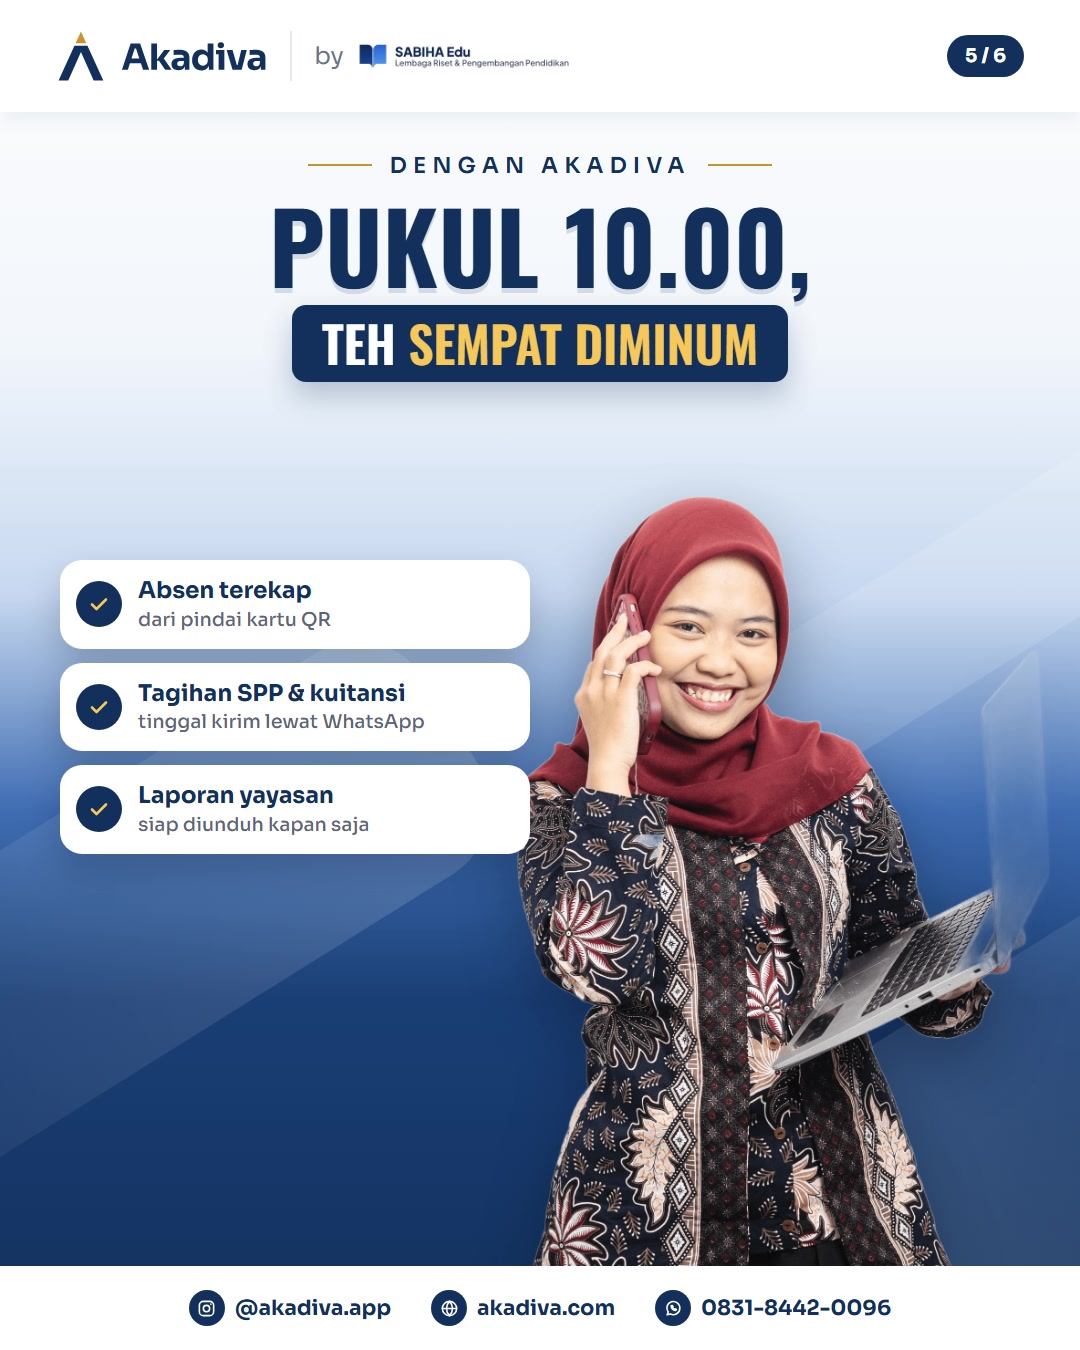 Akadiva
by
SABIHA Edu
Lembaga Riset & Pengembangan Pendidikan
5 / 6
DENGAN AKADIVA
PUKUL 10.00,
TEH SEMPAT DIMINUM
Absen terekap
dari pindai kartu QR
Tagihan SPP & kuitansi
tinggal kirim lewat WhatsApp
Laporan yayasan
siap diunduh kapan saja
@akadiva.app
akadiva.com
0831-8442-0096